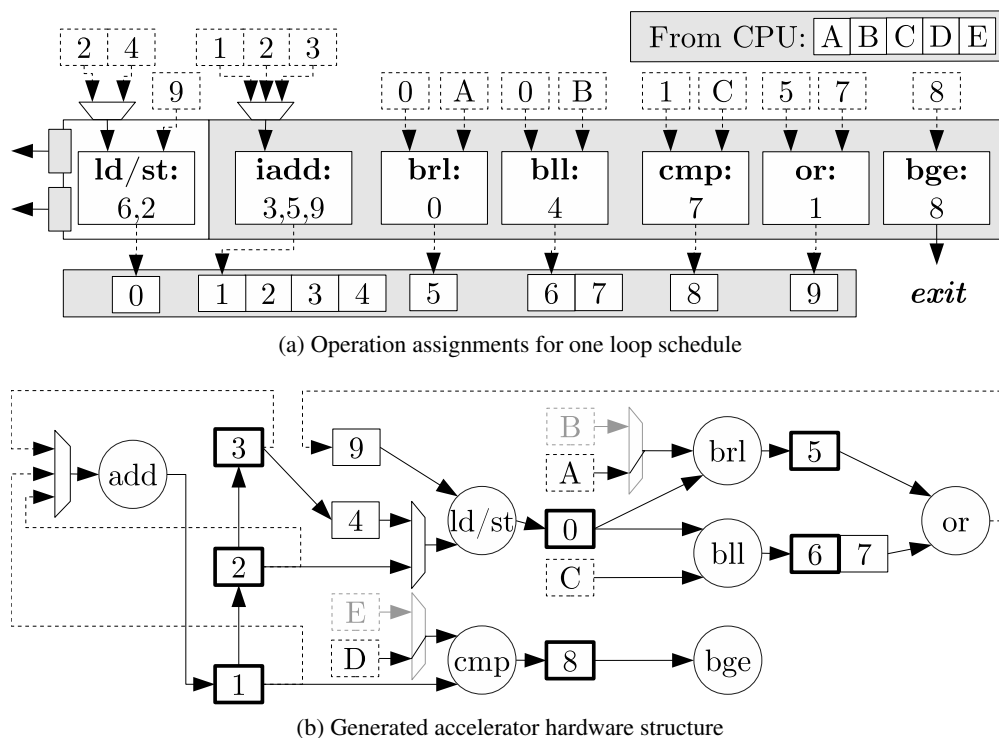 From CPU: A B C D E
2 4 1 2 3
9 0 A 0 B 1 C 5 7 8
ld/st: iadd: brl: bll: cmp: or: bge:
6,2 3,5,9 0 4 7 1 8
0 1 2 3 4 5 6 7 8 9 exit
(a) Operation assignments for one loop schedule
B
3 9 A brl 5
add
4 ld/st 0 or
2 C bll 6 7
E
D cmp 8 bge
1
(b) Generated accelerator hardware structure